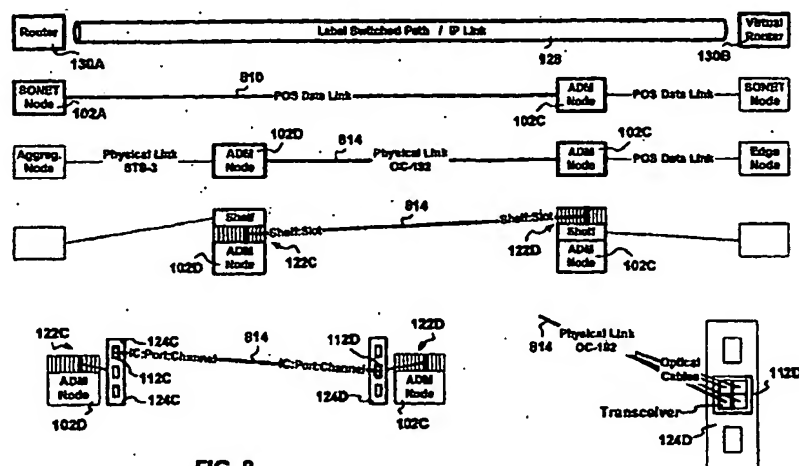 Router
Label Switched Path / IP Link
Virtual Router
130A
928
130B
SONET Node
102A
810
POS Data Link
102C
ADM Node
POS Data Link
SONET Node
Aggreg. Node
Physical Link STS-3
102D
ADM Node
814
Physical Link OC-192
102C
ADM Node
POS Data Link
Edge Node
Shelf
Shelf:Slot
814
Shelf:Slot
Shelf
ADM Node
102D
122C
122D
ADM Node
102C
122C
124C
IC:Port:Channel
814
112D
IC:Port:Channel
122D
ADM Node
102D
112C
124C
124D
ADM Node
102C
814
Physical Link OC-192
Optical Cables
112D
Transceiver
124D